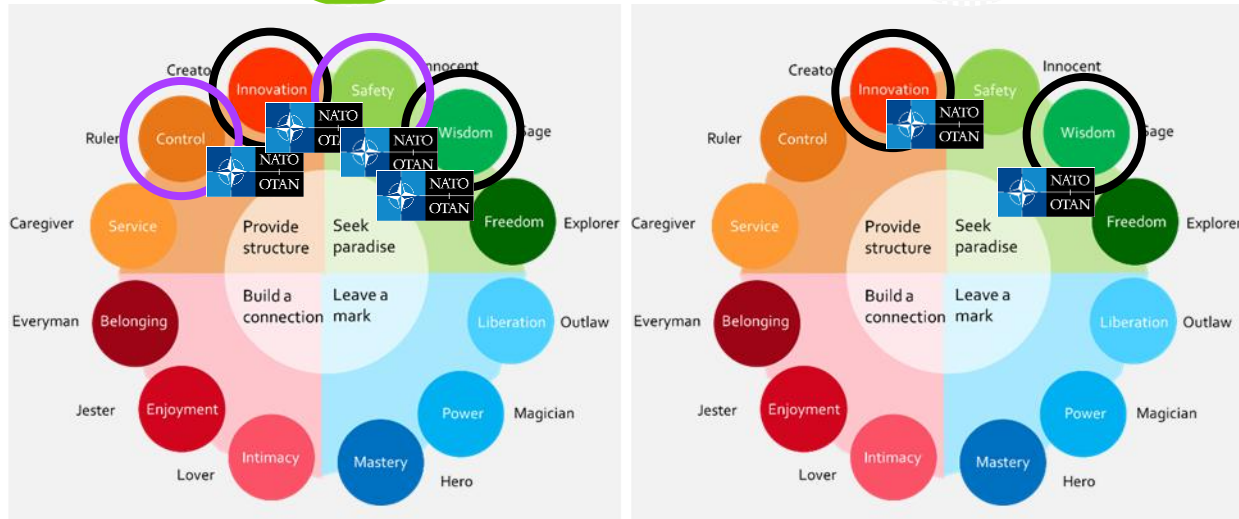 Creato
Innovation
Safety
nnocent
NATO
OTAN
Ruler
Control
NATO
OTAN
NATO
OTAN
Wisdom
Sage
NATO
OTAN
Caregiver
Service
Provide
structure
Seek
paradise
Freedom
Explorer
Everyman
Belonging
Build a
connection
Leave a
mark
Liberation
Outlaw
Jester
Enjoyment
Power
Magician
Lover
Intimacy
Mastery
Hero
Creato
Innovation
Safety
Innocent
NATO
OTAN
Ruler
Control
Wisdom
Sage
NATO
OTAN
Caregiver
Service
Provide
structure
Seek
paradise
Freedom
Explorer
Everyman
Belonging
Build a
connection
Leave a
mark
Liberation
Outlaw
Jester
Enjoyment
Power
Magician
Lover
Intimacy
Mastery
Hero